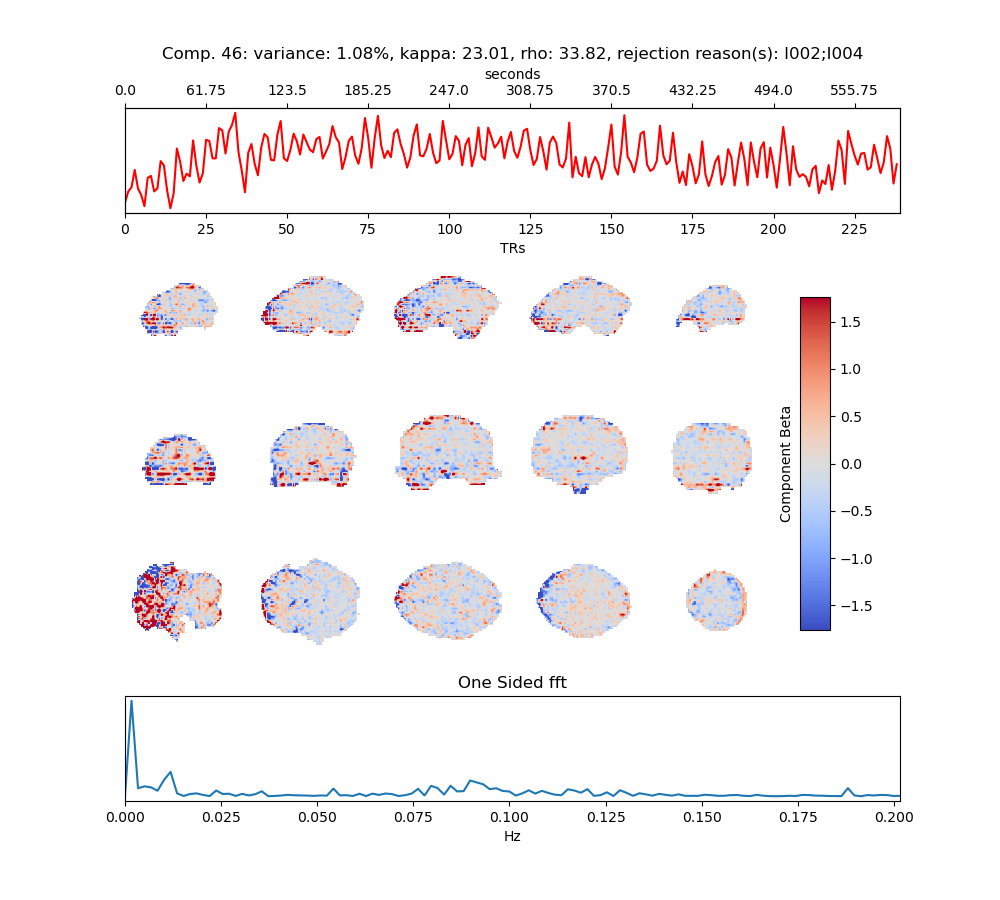 Comp. 46: variance: 1.08%, kappa: 23.01, rho: 33.82, rejection reason(s): I002;I004
seconds
0.0 61.75 123.5 185.25 247.0 308.75 370.5 432.25 494.0 555.75
0 25 50 75 100 125 150 175 200 225
TRs
1.5
1.0
0.5
0.0
−0.5
−1.0
−1.5
Component Beta
One Sided fft
0.000 0.025 0.050 0.075 0.100 0.125 0.150 0.175 0.200
Hz